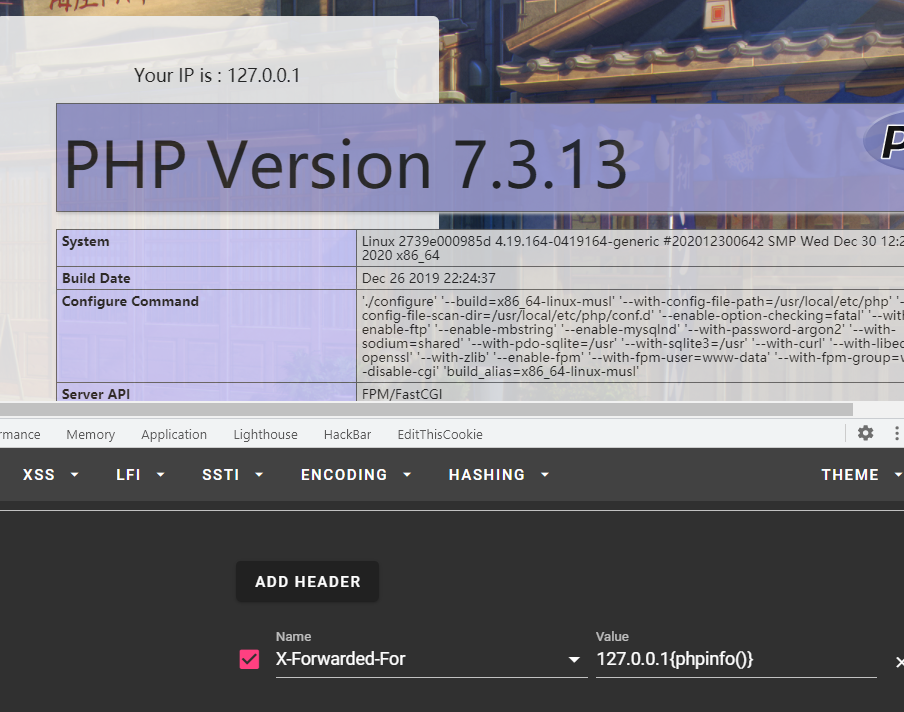 Your IP is : 127.0.0.1
PHP Version 7.3.13
System
Linux 2739e000985d 4.19.164-0419164-generic #202012300642 SMP Wed Dec 30 12:2
2020 x86_64
Build Date
Dec 26 2019 22:24:37
Configure Command
'./configure' '--build=x86_64-linux-musl' '--with-config-file-path=/usr/local/etc/php' '--
config-file-scan-dir=/usr/local/etc/php/conf.d' '--enable-option-checking=fatal' '--with-
enable-ftp' '--enable-mbstring' '--enable-mysqlnd' '--with-password-argon2' '--with-
sodium=shared' '--with-pdo-sqlite=/usr' '--with-sqlite3=/usr' '--with-curl' '--with-libed
openssl' '--with-zlib' '--enable-fpm' '--with-fpm-user=www-data' '--with-fpm-group=w
-disable-cgi' 'build_alias=x86_64-linux-musl'
Server API
FPM/FastCGI
rmance Memory Application Lighthouse HackBar EditThisCookie
XSS LFI SSTI ENCODING HASHING THEME
ADD HEADER
Name Value
X-Forwarded-For 127.0.0.1{phpinfo()}